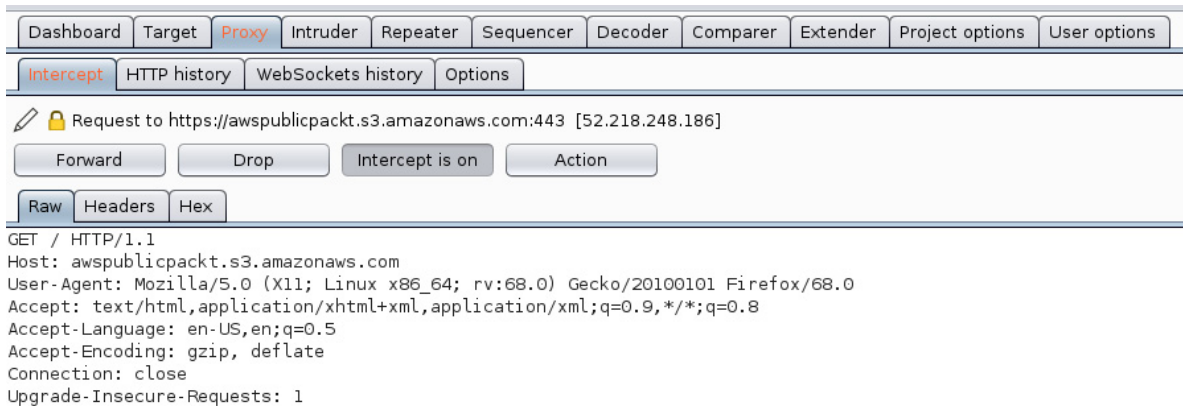 Dashboard Target Proxy Intruder Repeater Sequencer Decoder Comparer Extender Project options User options
Intercept HTTP history WebSockets history Options
Request to https://awspublicpackt.s3.amazonaws.com:443 [52.218.248.186]
Forward Drop Intercept is on Action
Raw Headers Hex
GET / HTTP/1.1
Host: awspublicpackt.s3.amazonaws.com
User-Agent: Mozilla/5.0 (X11; Linux x86_64; rv:68.0) Gecko/20100101 Firefox/68.0
Accept: text/html,application/xhtml+xml,application/xml;q=0.9,*/*;q=0.8
Accept-Language: en-US,en;q=0.5
Accept-Encoding: gzip, deflate
Connection: close
Upgrade-Insecure-Requests: 1